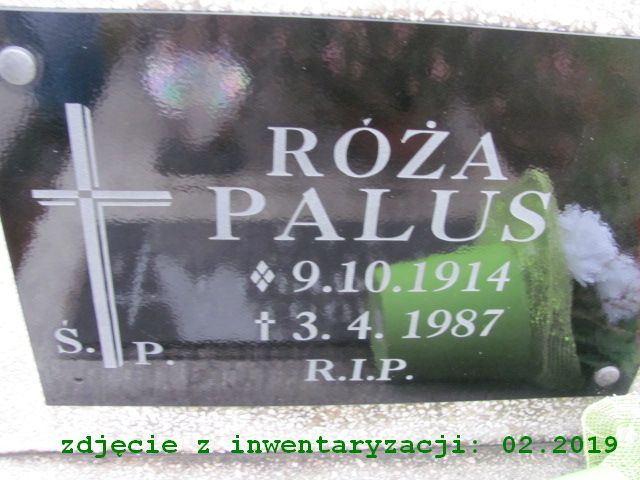 RÓŻA
PALUS
❖ 9.10.1914
† 3. 4. 1987
Ś. P.
R.I.P.
zdjęcie z inwentaryzacji: 02.2019